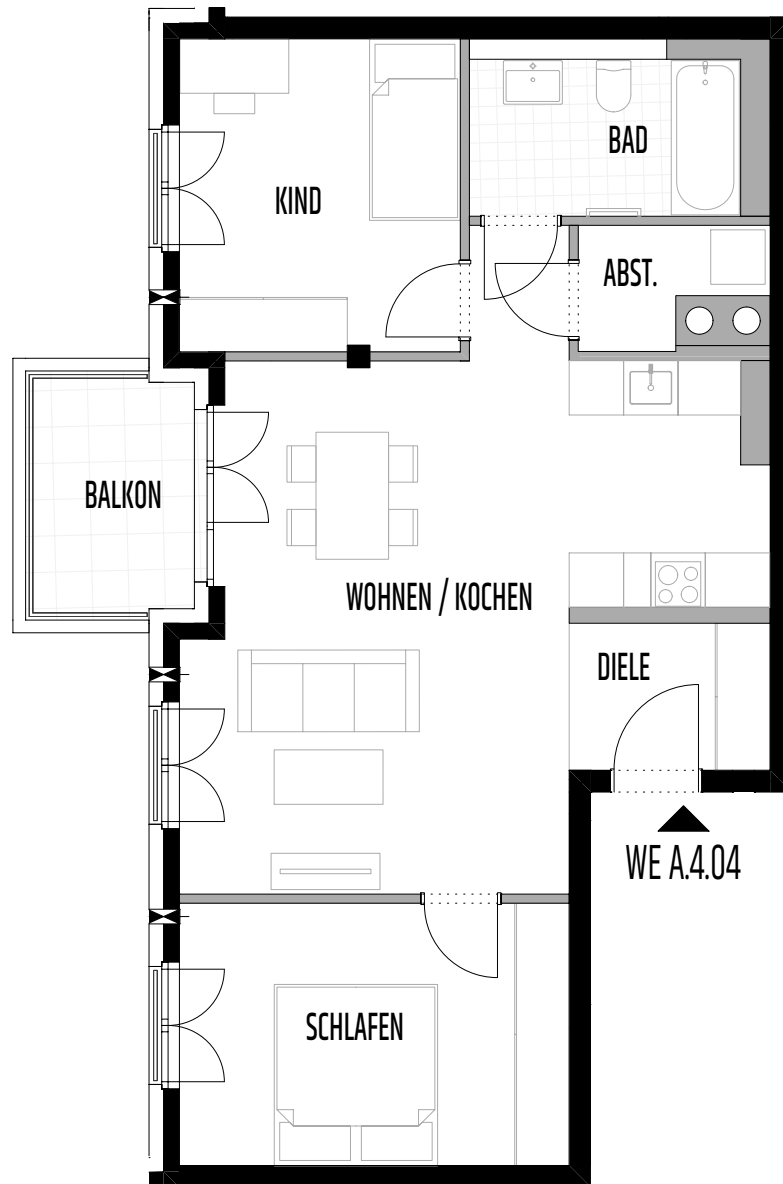 BAD
KIND
ABST.
BALKON
WOHNEN / KOCHEN
DIELE
WE A.4.04
SCHLAFEN